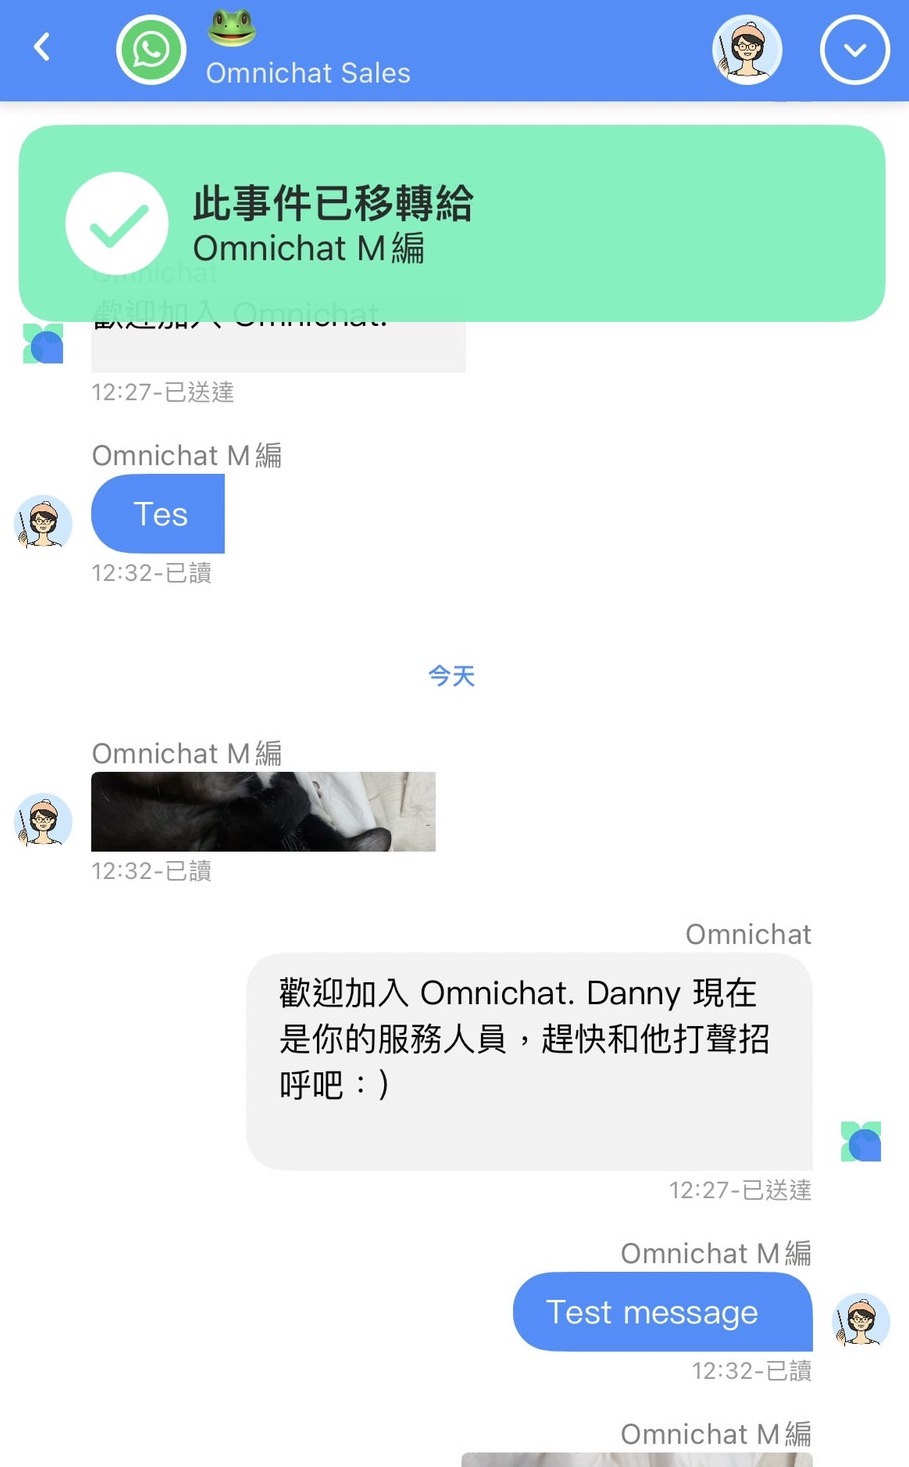 Omnichat Sales
此事件已移轉給
Omnichat M編
Omnichat
歡迎加入 Omnichat.
12:27-已送達
Omnichat M編
Tes
12:32-已讀
今天
Omnichat M編
12:32-已讀
Omnichat
歡迎加入 Omnichat. Danny 現在
是你的服務人員，趕快和他打聲招
呼吧：)
12:27-已送達
Omnichat M編
Test message
12:32-已讀
Omnichat M編